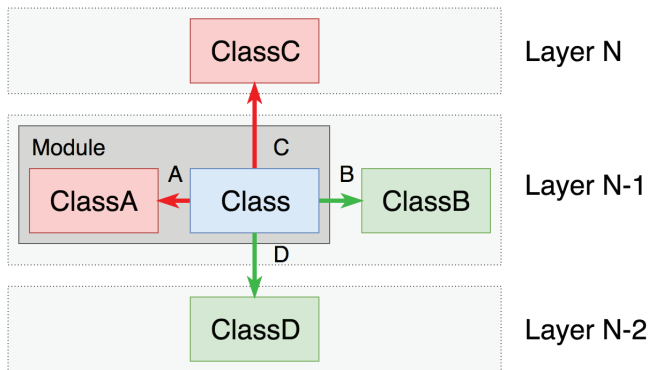 ClassC
Layer N
Module
C
A
B
ClassA
Class
ClassB
Layer N-1
D
ClassD
Layer N-2